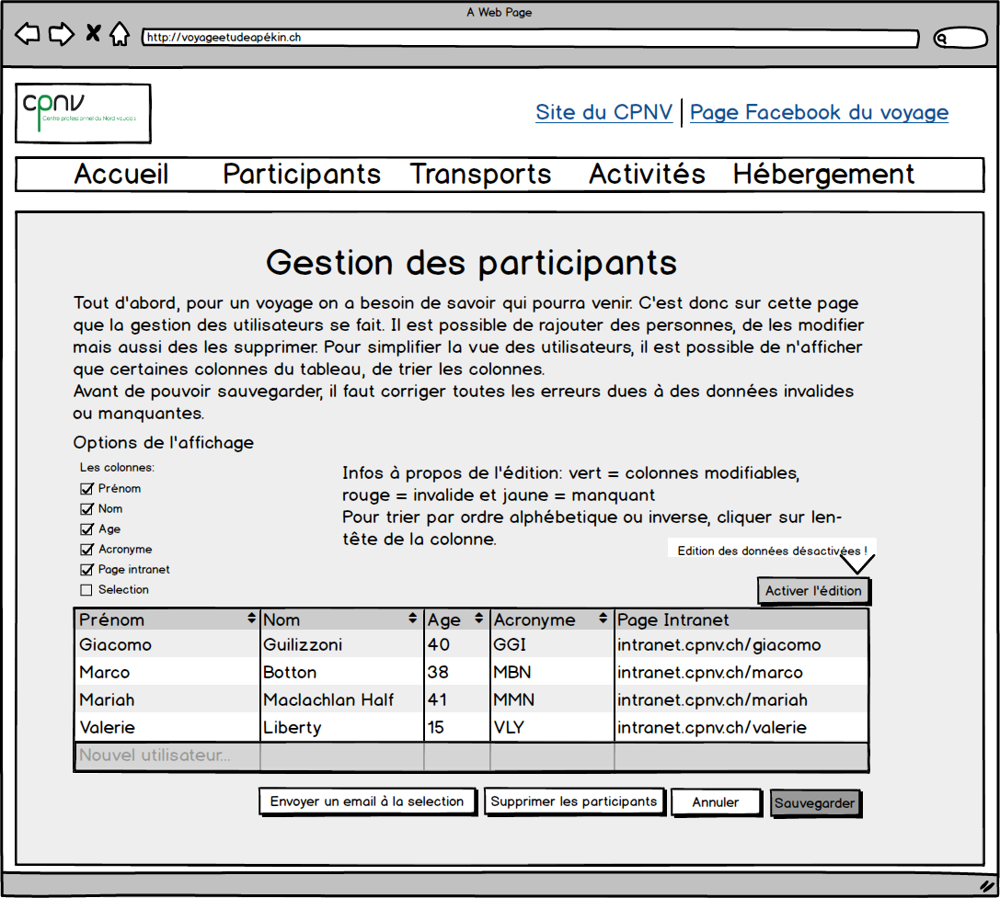 A Web Page
http://voyageetudeapékin.ch
cpnv
Centre professionnel du Nord vaudois
Site du CPNV | Page Facebook du voyage
Accueil Participants Transports Activités Hébergement
Gestion des participants
Tout d'abord, pour un voyage on a besoin de savoir qui pourra venir. C'est donc sur cette page
que la gestion des utilisateurs se fait. Il est possible de rajouter des personnes, de les modifier
mais aussi des les supprimer. Pour simplifier la vue des utilisateurs, il est possible de n'afficher
que certaines colonnes du tableau, de trier les colonnes.
Avant de pouvoir sauvegarder, il faut corriger toutes les erreurs dues à des données invalides
ou manquantes.
Options de l'affichage
Les colonnes:
Prénom
Nom
Age
Acronyme
Page intranet
Selection
Infos à propos de l'édition: vert = colonnes modifiables,
rouge = invalide et jaune = manquant
Pour trier par ordre alphébetique ou inverse, cliquer sur len-
tête de la colonne.
Edition des données désactivées !
Activer l'édition
Prénom Nom Age Acronyme Page Intranet
Giacomo Guilizzoni 40 GGI intranet.cpnv.ch/giacomo
Marco Botton 38 MBN intranet.cpnv.ch/marco
Mariah Maclachlan Half 41 MMN intranet.cpnv.ch/mariah
Valerie Liberty 15 VLY intranet.cpnv.ch/valerie
Nouvel utilisateur...
Envoyer un email à la selection Supprimer les participants Annuler Sauvegarder